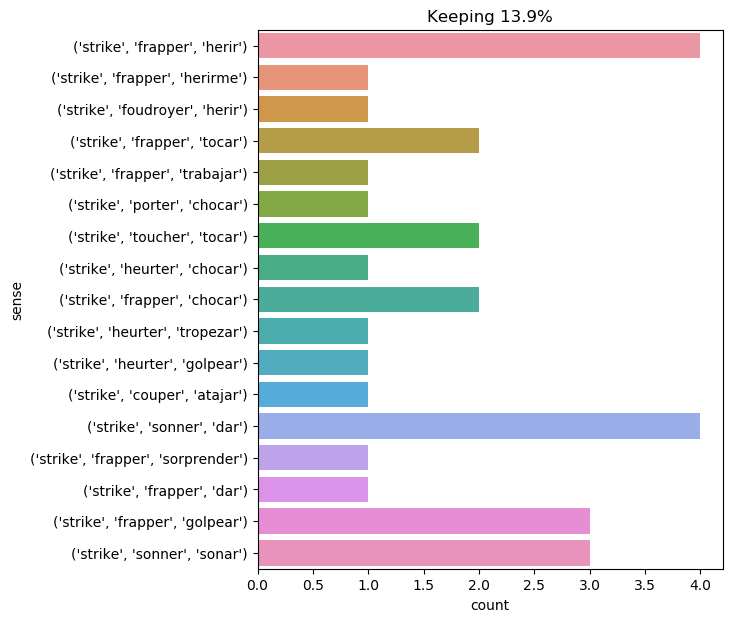 Keeping 13.9%
('strike', 'frapper', 'herir')
('strike', 'frapper', 'herirme')
('strike', 'foudroyer', 'herir')
('strike', 'frapper', 'tocar')
('strike', 'frapper', 'trabajar')
('strike', 'porter', 'chocar')
('strike', 'toucher', 'tocar')
('strike', 'heurter', 'chocar')
('strike', 'frapper', 'chocar')
('strike', 'heurter', 'tropezar')
('strike', 'heurter', 'golpear')
('strike', 'couper', 'atajar')
('strike', 'sonner', 'dar')
('strike', 'frapper', 'sorprender')
('strike', 'frapper', 'dar')
('strike', 'frapper', 'golpear')
('strike', 'sonner', 'sonar')
sense
0.0 0.5 1.0 1.5 2.0 2.5 3.0 3.5 4.0
count